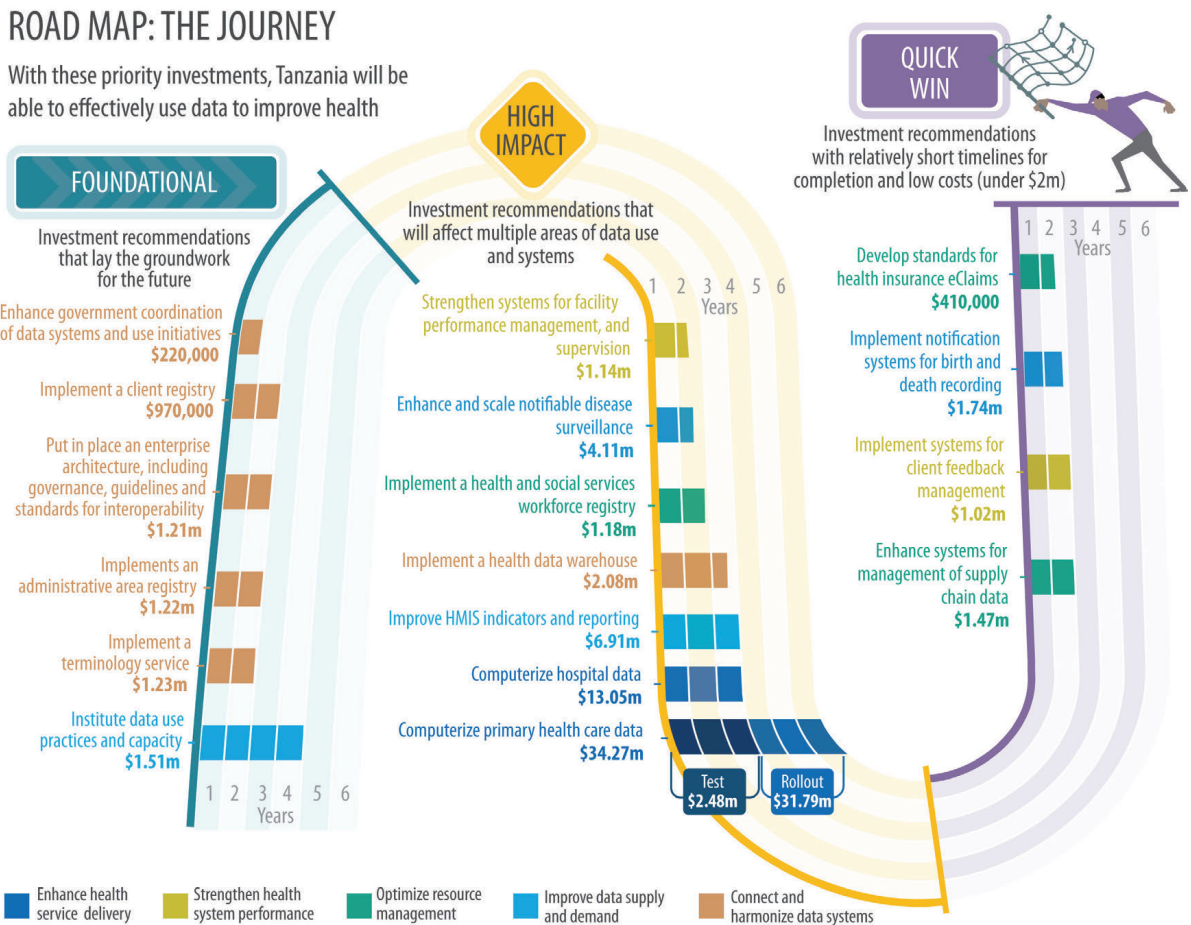 ROAD MAP: THE JOURNEY
With these priority investments, Tanzania will be
able to effectively use data to improve health
FOUNDATIONAL
Investment recommendations
that lay the groundwork
for the future
Enhance government coordination
of data systems and use initiatives
$220,000
Implement a client registry
$970,000
Put in place an enterprise
architecture, including
governance, guidelines and
standards for interoperability
$1.21m
Implements an
administrative area registry
$1.22m
Implement a
terminology service
$1.23m
Institute data use
practices and capacity
$1.51m
1 2 3 4 5 6
Years
HIGH
IMPACT
Investment recommendations that
will affect multiple areas of data use
and systems
1 2 3 4 5 6
Years
Strengthen systems for facility
performance management, and
supervision
$1.14m
Enhance and scale notifiable disease
surveillance
$4.11m
Implement a health and social services
workforce registry
$1.18m
Implement a health data warehouse
$2.08m
Improve HMIS indicators and reporting
$6.91m
Computerize hospital data
$13.05m
Computerize primary health care data
$34.27m
Test
$2.48m
Rollout
$31.79m
QUICK
WIN
Investment recommendations
with relatively short timelines for
completion and low costs (under $2m)
1 2 3 4 5 6
Years
Develop standards for
health insurance eClaims
$410,000
Implement notification
systems for birth and
death recording
$1.74m
Implement systems for
client feedback
management
$1.02m
Enhance systems for
management of supply
chain data
$1.47m
Enhance health
service delivery
Strengthen health
system performance
Optimize resource
management
Improve data supply
and demand
Connect and
harmonize data systems